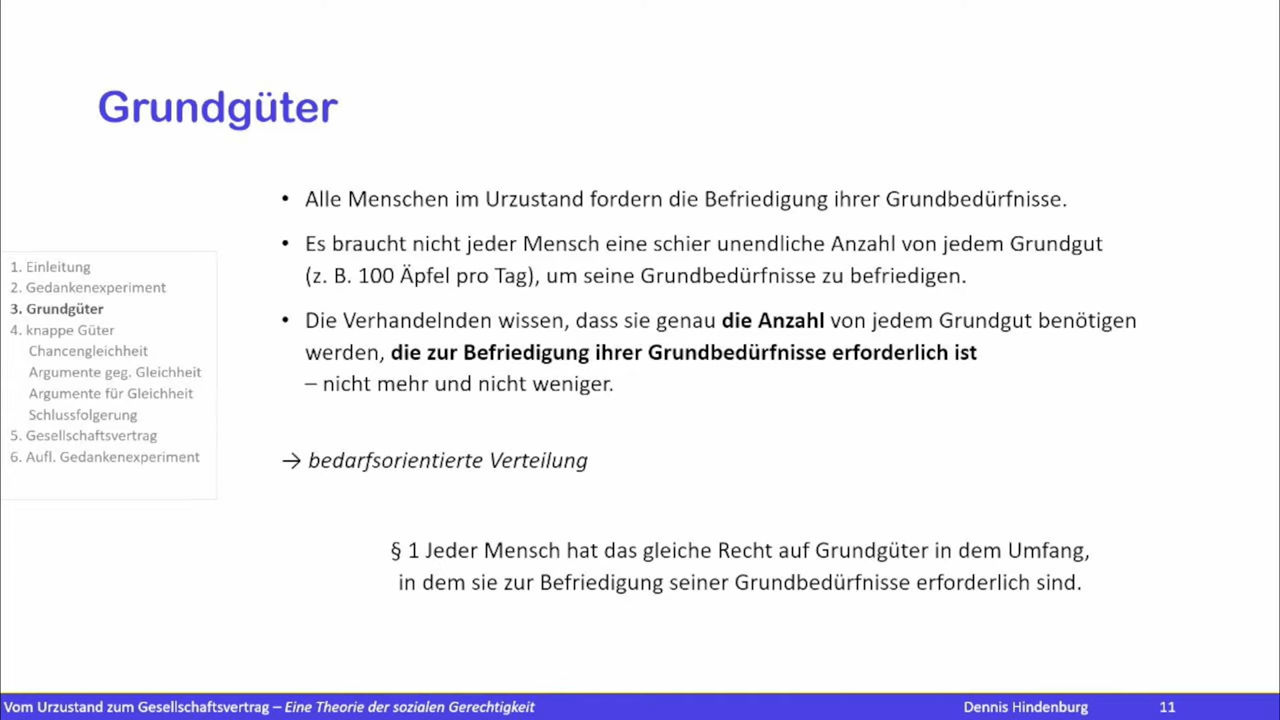 Grundgüter
• Alle Menschen im Urzustand fordern die Befriedigung ihrer Grundbedürfnisse.
• Es braucht nicht jeder Mensch eine schier unendliche Anzahl von jedem Grundgut
(z. B. 100 Äpfel pro Tag), um seine Grundbedürfnisse zu befriedigen.
• Die Verhandelnden wissen, dass sie genau die Anzahl von jedem Grundgut benötigen
werden, die zur Befriedigung ihrer Grundbedürfnisse erforderlich ist
– nicht mehr und nicht weniger.
→ bedarfsorientierte Verteilung
§ 1 Jeder Mensch hat das gleiche Recht auf Grundgüter in dem Umfang,
in dem sie zur Befriedigung seiner Grundbedürfnisse erforderlich sind.
1. Einleitung
2. Gedankenexperiment
3. Grundgüter
4. knappe Güter
Chancengleichheit
Argumente geg. Gleichheit
Argumente für Gleichheit
Schlussfolgerung
5. Gesellschaftsvertrag
6. Aufl. Gedankenexperiment
Vom Urzustand zum Gesellschaftsvertrag – Eine Theorie der sozialen Gerechtigkeit
Dennis Hindenburg
11